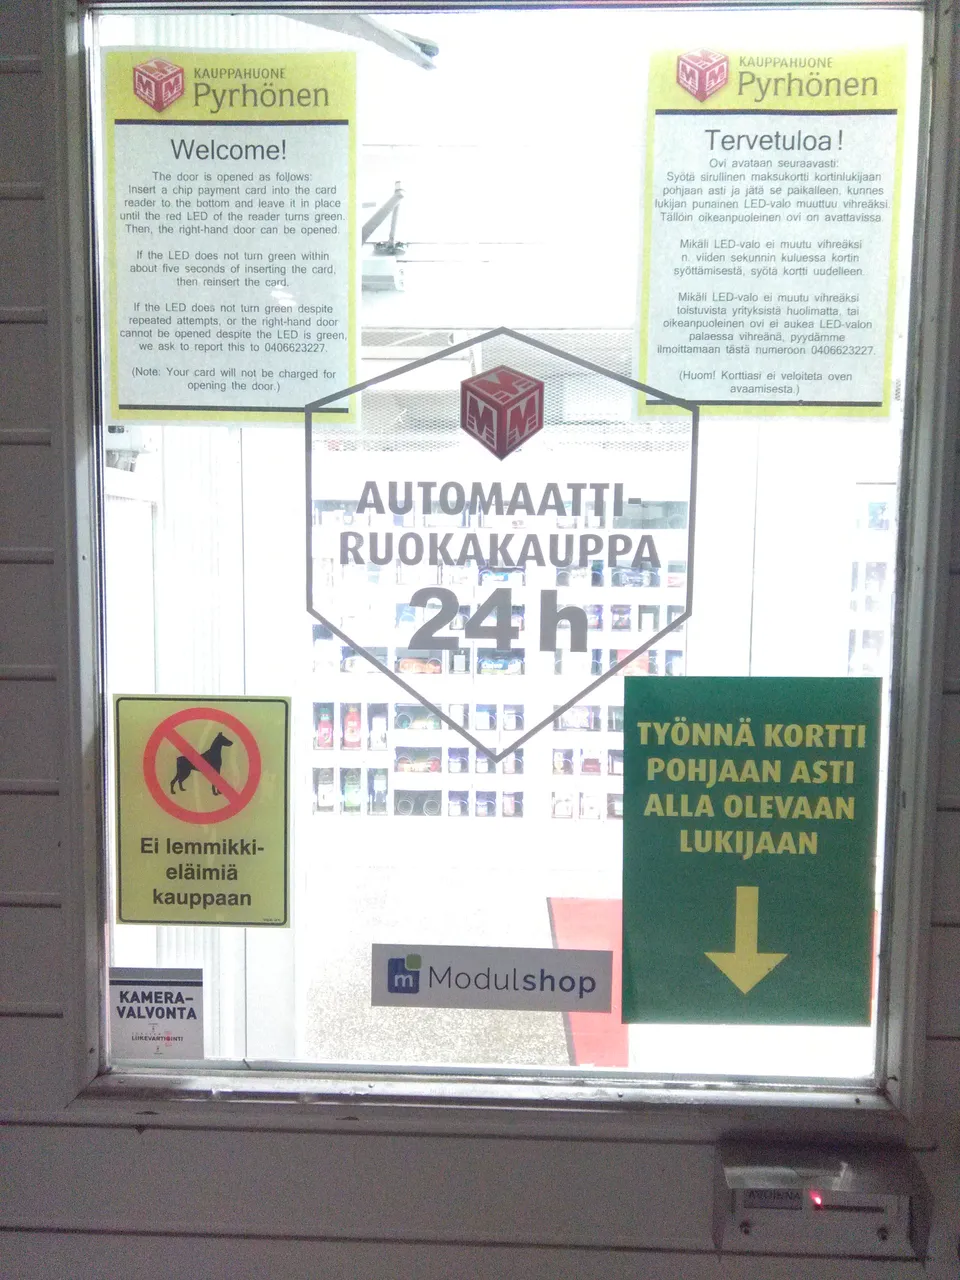 KAUPPAHUONE
Pyrhönen
Welcome!
The door is opened as follows:
Insert a chip payment card into the card
reader to the bottom and leave it in place
until the red LED of the reader turns green.
Then, the right-hand door can be opened.
If the LED does not turn green within
about five seconds of inserting the card,
then reinsert the card.
If the LED does not turn green despite
repeated attempts, or the right-hand door
cannot be opened despite the LED is green,
we ask to report this to 0406623227.
(Note: Your card will not be charged for
opening the door.)
KAUPPAHUONE
Pyrhönen
Tervetuloa!
Ovi avataan seuraavasti:
Syötä sirullinen maksukortti kortinlukijaan
pohjaan asti ja jätä se paikalleen, kunnes
lukijan punainen LED-valo muuttuu vihreäksi.
Tällöin oikeanpuoleinen ovi on avattavissa.
Mikäli LED-valo ei muutu vihreäksi
n. viiden sekunnin kuluessa kortin
syöttämisestä, syötä kortti uudelleen.
Mikäli LED-valo ei muutu vihreäksi
toistuvista yrityksistä huolimatta, tai
oikeanpuoleinen ovi ei aukea LED-valon
palaessa vihreänä, pyydämme
ilmoittamaan tästä numeroon 0406623227.
(Huom! Korttiasi ei veloiteta oven
avaamisesta.)
AUTOMAATTI-
RUOKAKAUPPA
24h
Ei lemmikki-
eläimiä
kauppaan
TYÖNNÄ KORTTI
POHJAAN ASTI
ALLA OLEVAAN
LUKIJAAN
m Modulshop
KAMERA-
VALVONTA
AVOINNA